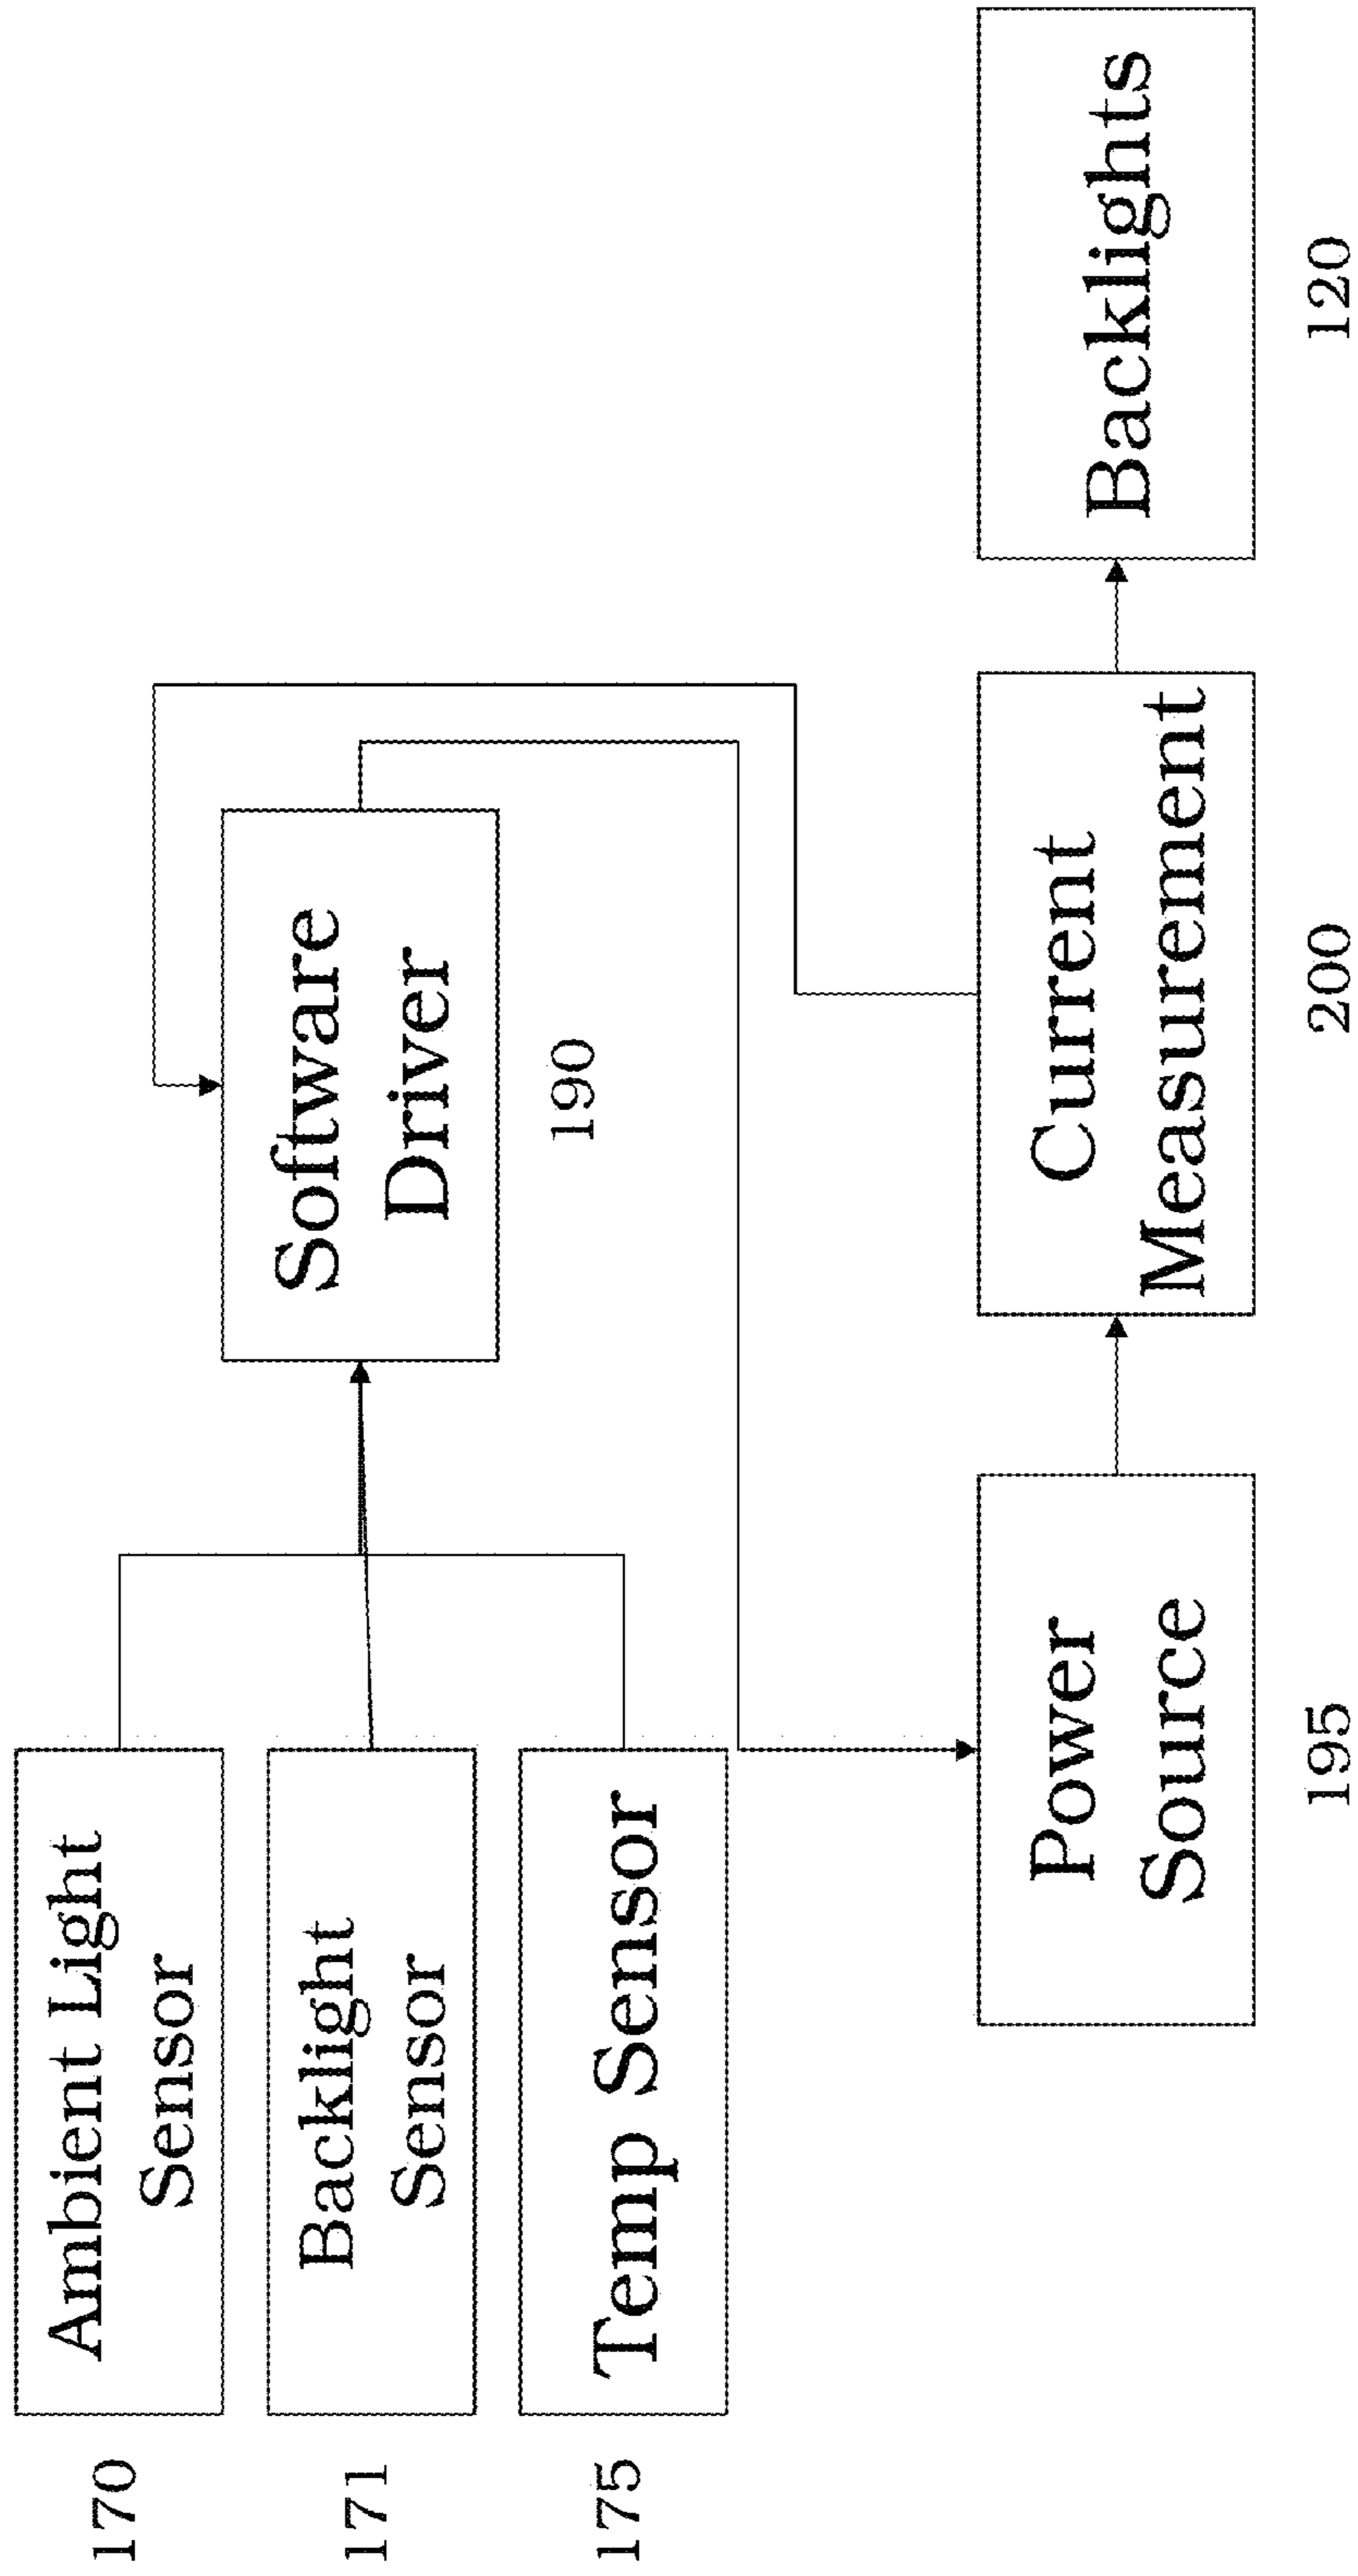 170
Ambient Light
Sensor
171
Backlight
Sensor
175
Temp Sensor
Software
Driver
190
Power
Source
195
Current
Measurement
200
Backlights
120